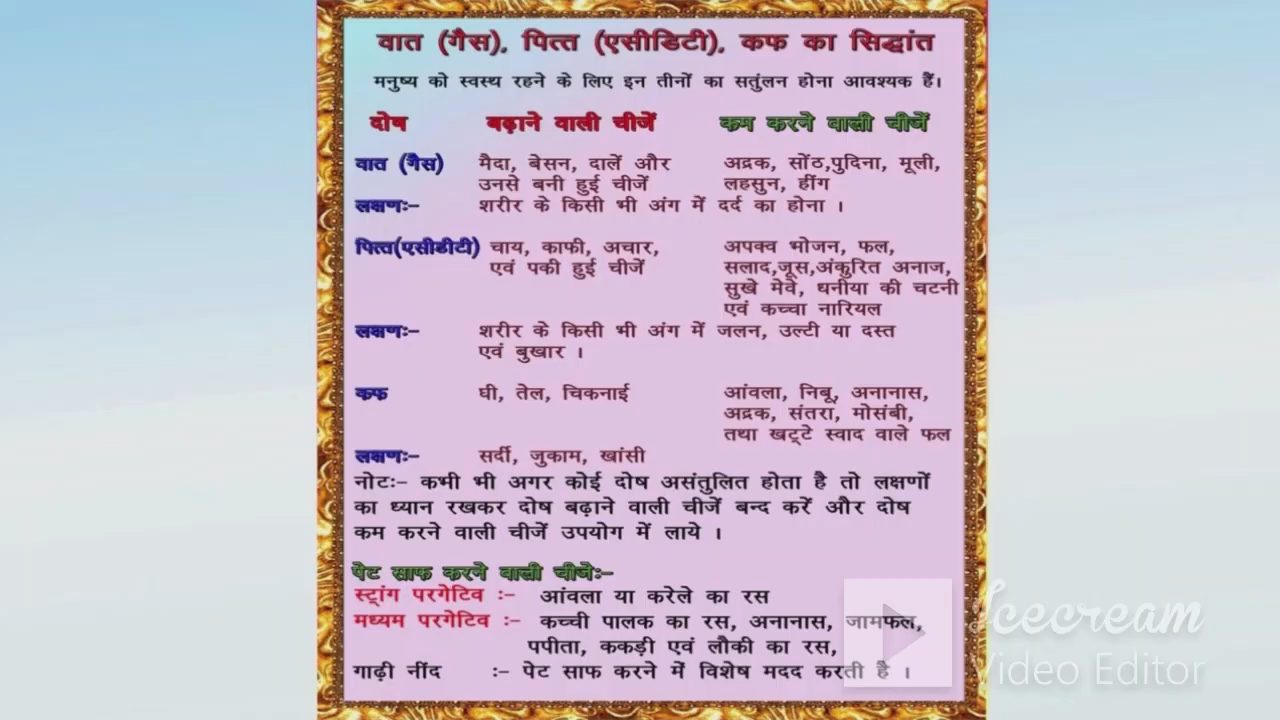 वात (गैस), पित्त (एसीडिटी), कफ का सिद्धांत
मनुष्य को स्वस्थ रहने के लिए इन तीनों का सतुंलन होना आवश्यक हैं।
दोष बढ़ाने वाली चीजें कम करने वाली चीजें
वात (गैस) मैदा, बेसन, दालें और अद्रक, सोंठ,पुदिना, मूली,
उनसे बनी हुई चीजें लहसुन, हींग
लक्षणः– शरीर के किसी भी अंग में दर्द का होना ।
पित्त(एसीडीटी) चाय, काफी, अचार, अपक्व भोजन, फल,
एवं पकी हुई चीजें सलाद,जूस,अंकुरित अनाज,
सुखे मेवे, धनीया की चटनी
एवं कच्चा नारियल
लक्षणः– शरीर के किसी भी अंग में जलन, उल्टी या दस्त
एवं बुखार ।
कफ घी, तेल, चिकनाई आंवला, निबू, अनानास,
अद्रक, संतरा, मोसंबी,
तथा खट्टे स्वाद वाले फल
लक्षणः– सर्दी, जुकाम, खांसी
नोटः– कभी भी अगर कोई दोष असंतुलित होता है तो लक्षणों
का ध्यान रखकर दोष बढ़ाने वाली चीजें बन्द करें और दोष
कम करने वाली चीजें उपयोग में लाये ।
पेट साफ करने वाली चीजेः–
स्ट्रांग परगेटिव :– आंवला या करेले का रस
मध्यम परगेटिव :– कच्ची पालक का रस, अनानास, जामफल,
पपीता, ककड़ी एवं लौकी का रस,
गाढ़ी नींद :– पेट साफ करने में विशेष मदद करती है ।
Icecream
Video Editor